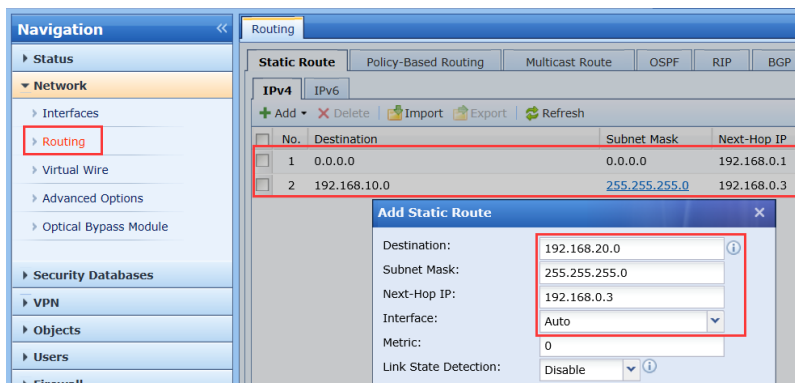 Navigation
Status
Network
Interfaces
Routing
Virtual Wire
Advanced Options
Optical Bypass Module
Security Databases
VPN
Objects
Users
Firewall
Routing
Static Route Policy-Based Routing Multicast Route OSPF RIP BGP
IPv4 IPv6
Add Delete Import Export Refresh
No. Destination Subnet Mask Next-Hop IP
1 0.0.0.0 0.0.0.0 192.168.0.1
2 192.168.10.0 255.255.255.0 192.168.0.3
Add Static Route
Destination: 192.168.20.0
Subnet Mask: 255.255.255.0
Next-Hop IP: 192.168.0.3
Interface: Auto
Metric: 0
Link State Detection: Disable